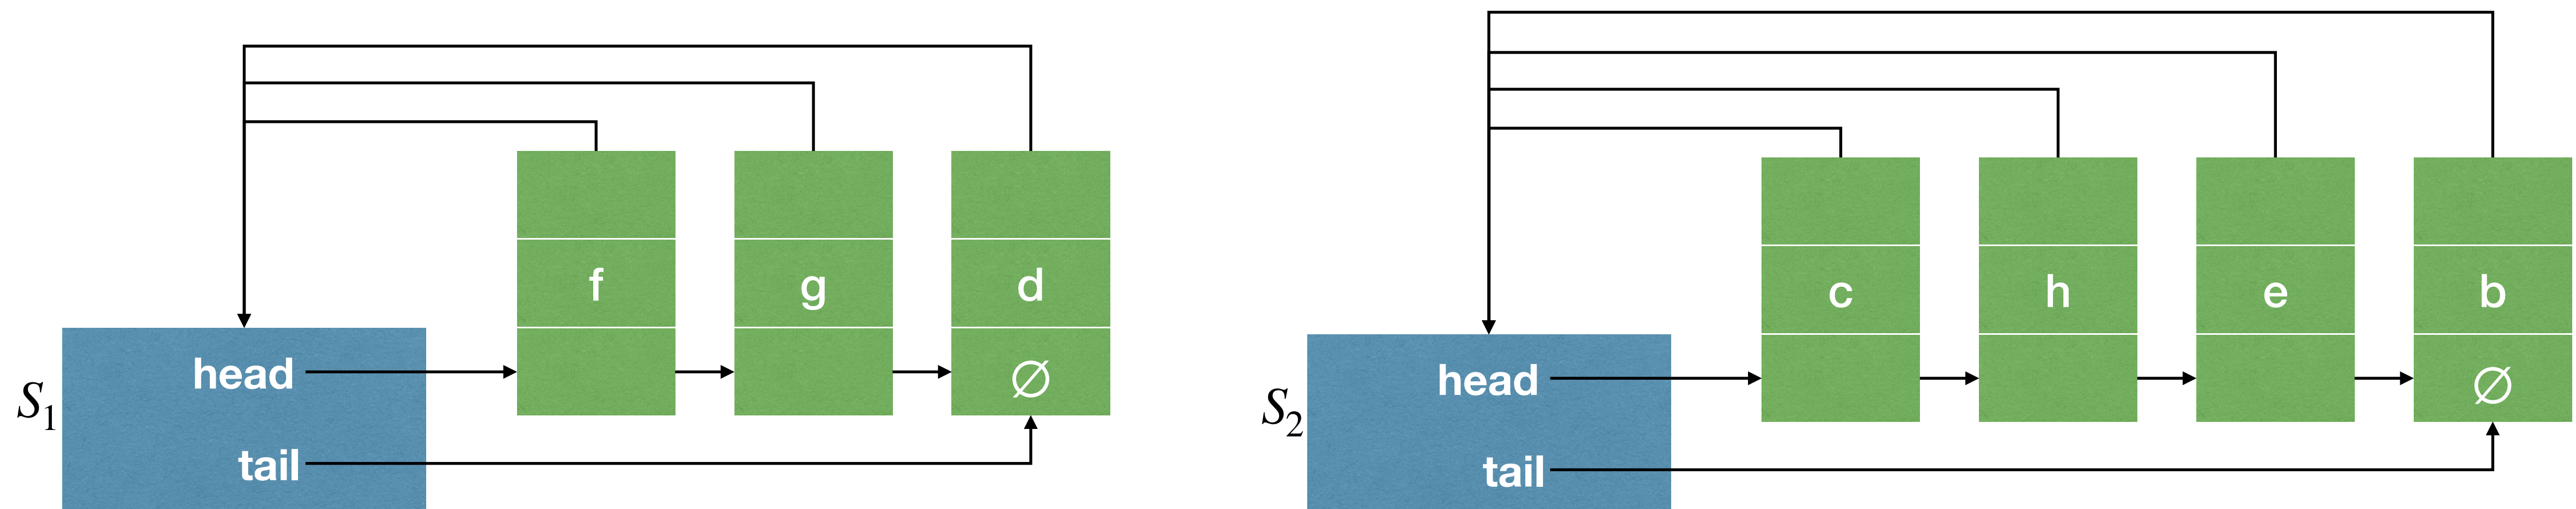 f g d
∅
head
S₁
tail
c h e b
∅
head
S₂
tail